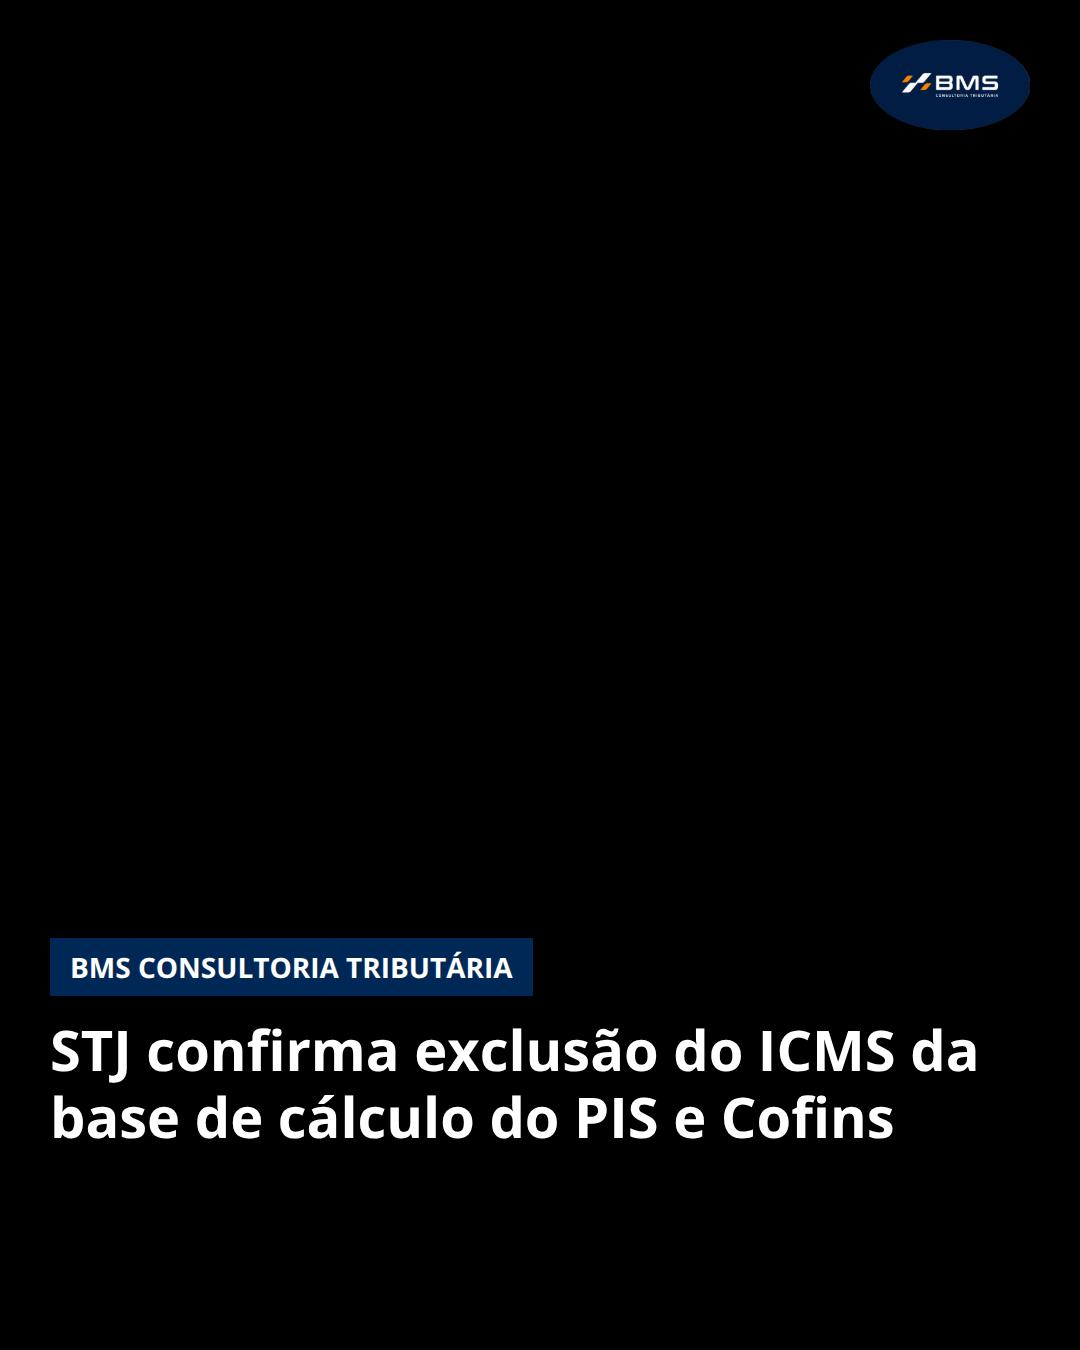 BMS
CONSULTORIA TRIBUTÁRIA
BMS CONSULTORIA TRIBUTÁRIA
STJ confirma exclusão do ICMS da
base de cálculo do PIS e Cofins